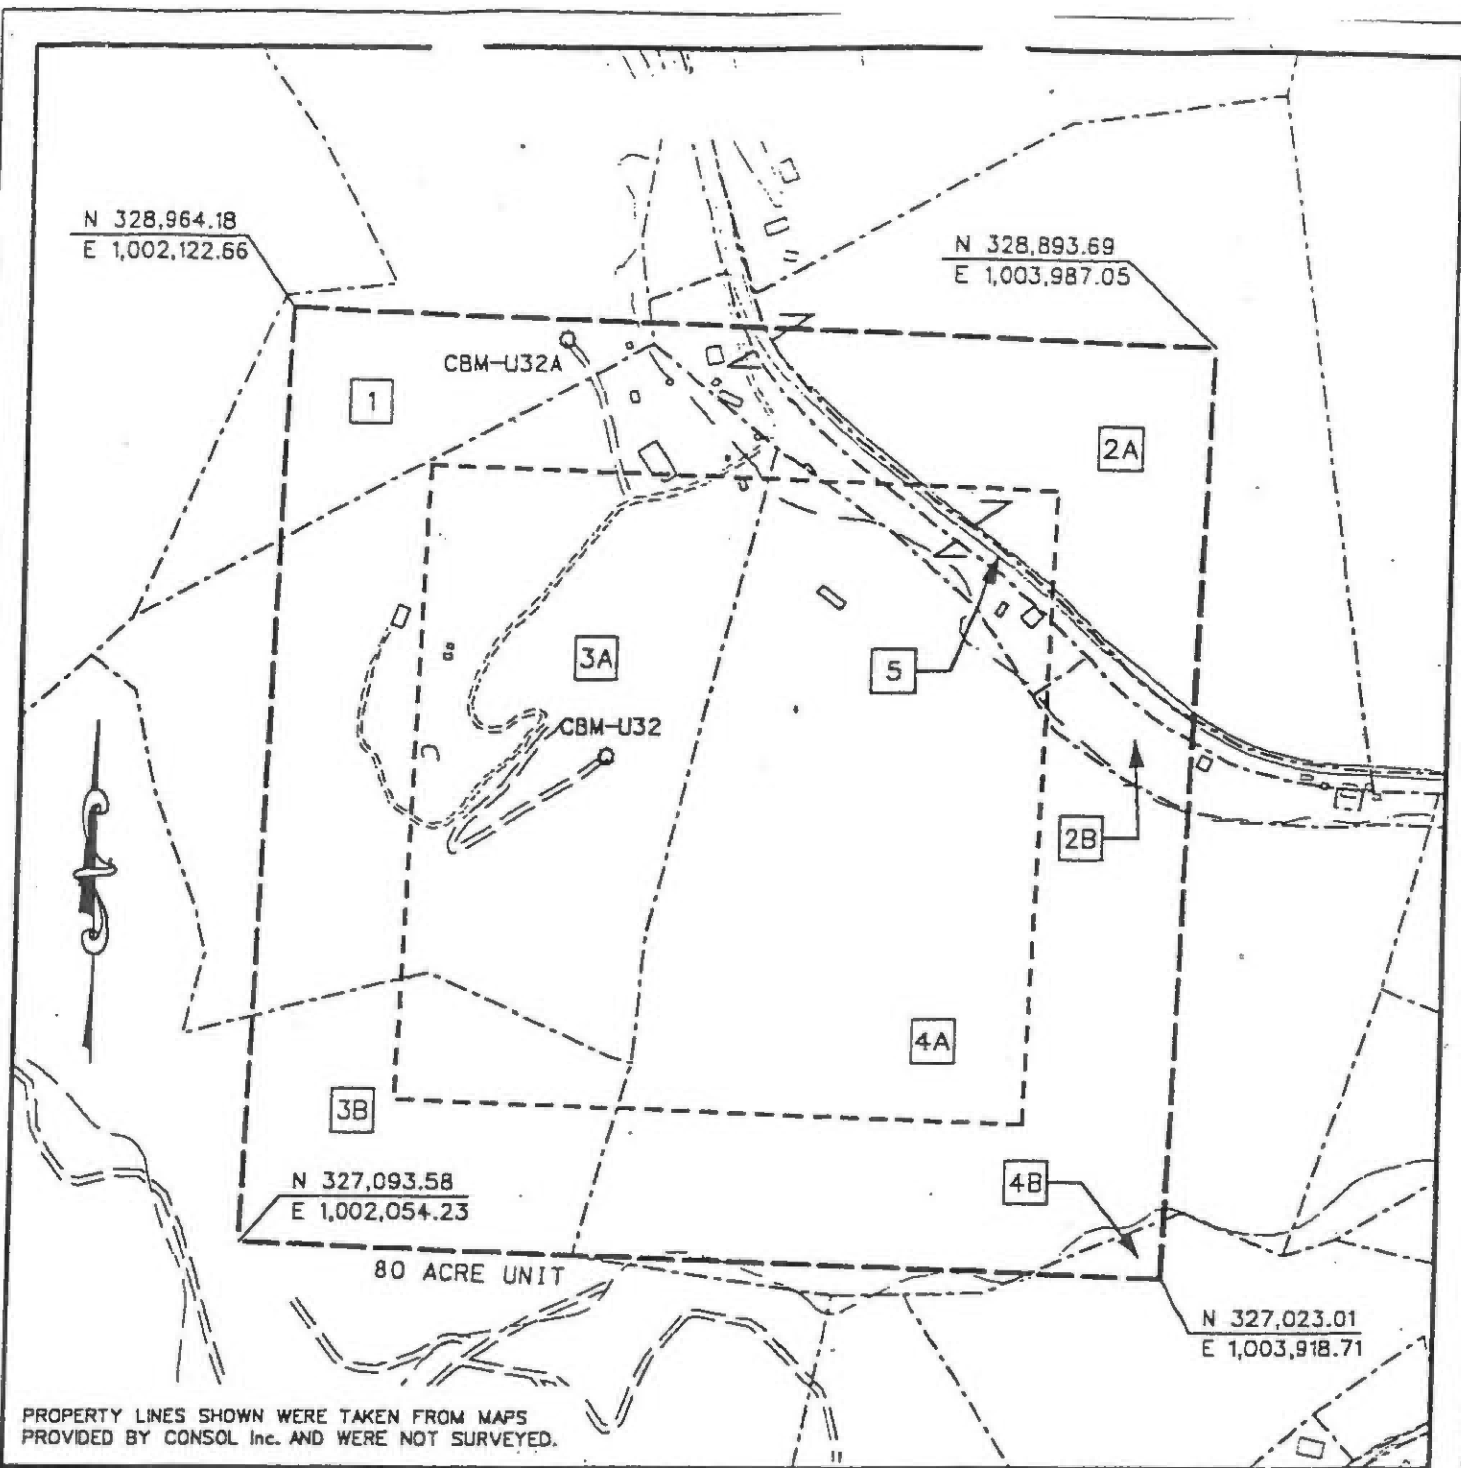 N 328,964.18
E 1,002,122.66
N 328,893.69
E 1,003,987.05
CBM-U32A
1
2A
3A
5
CBM-U32
2B
4A
3B
4B
N 327,093.58
E 1,002,054.23
80 ACRE UNIT
N 327,023.01
E 1,003,918.71
PROPERTY LINES SHOWN WERE TAKEN FROM MAPS
PROVIDED BY CONSOL Inc. AND WERE NOT SURVEYED.